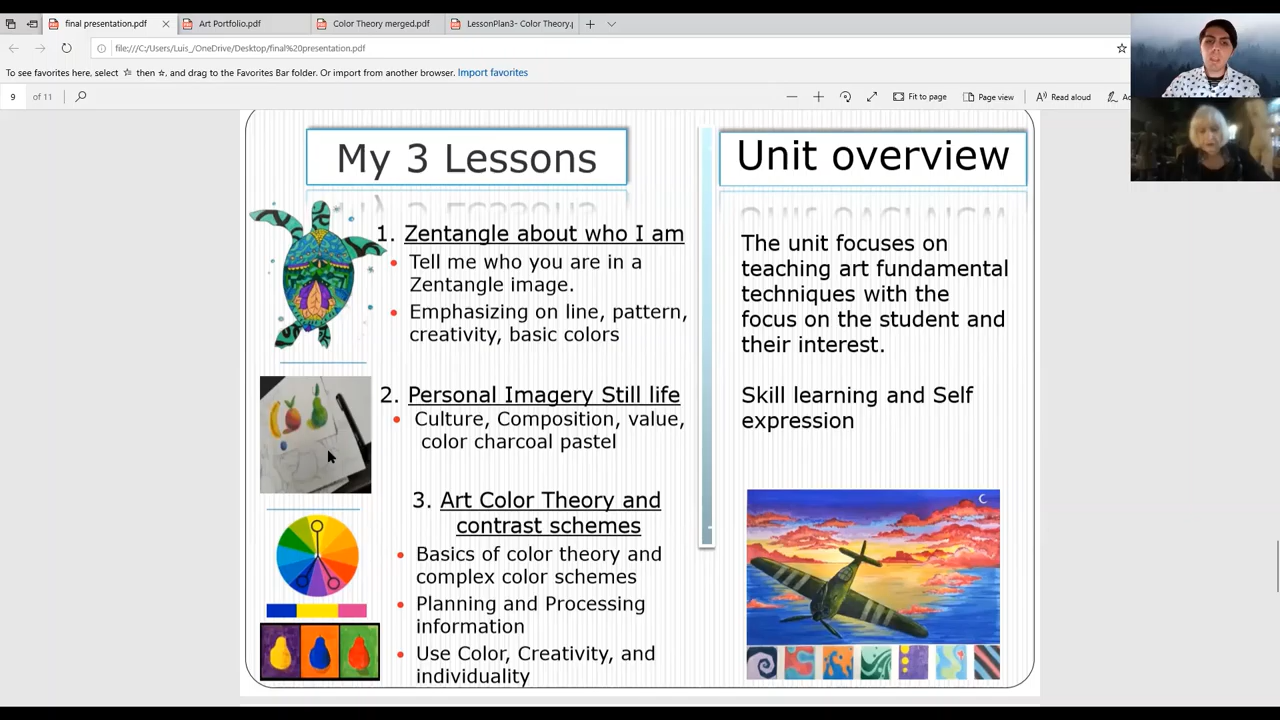 final presentation.pdf
Art Portfolio.pdf
Color Theory merged.pdf
LessonPlan3- Color Theory.p
file:///C:/Users/Luis_/OneDrive/Desktop/final%20presentation.pdf
To see favorites here, select then ☆, and drag to the Favorites Bar folder. Or import from another browser. Import favorites
9 of 11
Fit to page
Page view
Read aloud
My 3 Lessons
1. Zentangle about who I am
• Tell me who you are in a
Zentangle image.
• Emphasizing on line, pattern,
creativity, basic colors
2. Personal Imagery Still life
• Culture, Composition, value,
color charcoal pastel
3. Art Color Theory and
contrast schemes
• Basics of color theory and
complex color schemes
• Planning and Processing
information
• Use Color, Creativity, and
individuality
Unit overview
The unit focuses on
teaching art fundamental
techniques with the
focus on the student and
their interest.
Skill learning and Self
expression